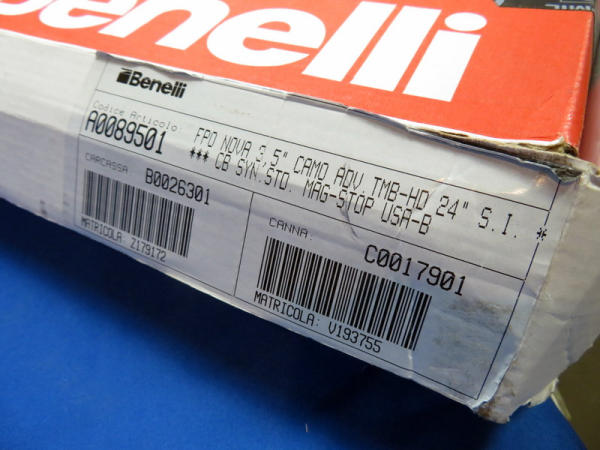 Benelli
Benelli
Codice Articolo
A0089501
FPO NOVA 3,5" CAMO ADV.TMB-HD 24" S.I. *
*** CB SYN.STD. MAG-STOP USA-B
CARCASSA
B0026301
MATRICOLA: Z179172
CANNA:
C0017901
MATRICOLA: V193755